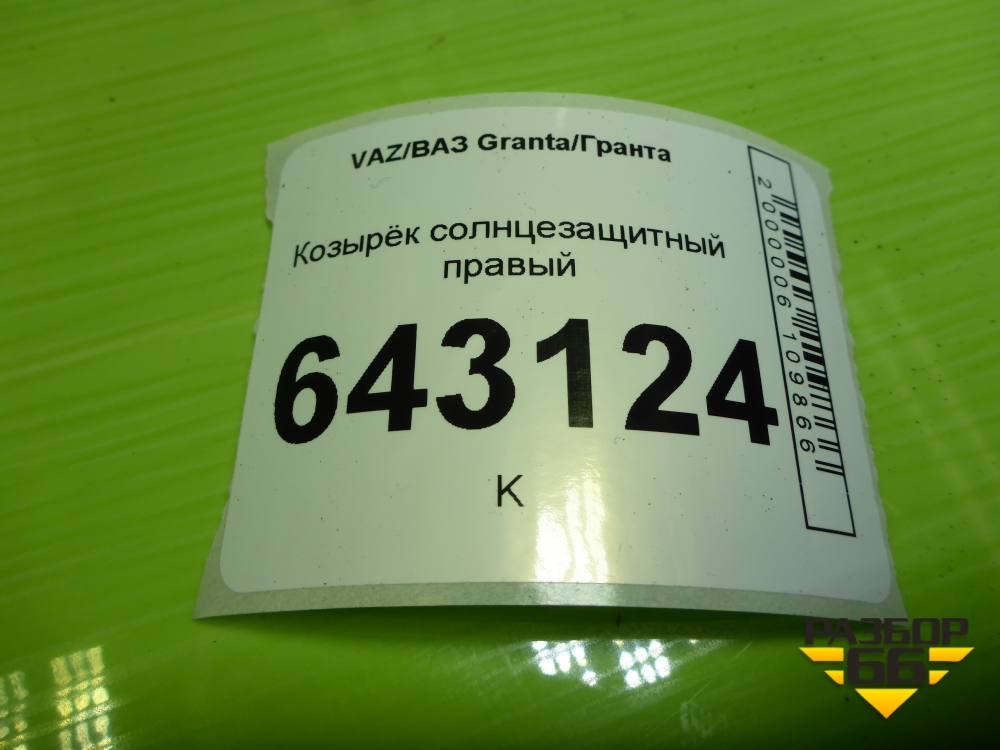 VAZ/ВАЗ Granta/Гранта
Козырёк солнцезащитный
правый
643124
К
2000006109866
РАЗБОР
66